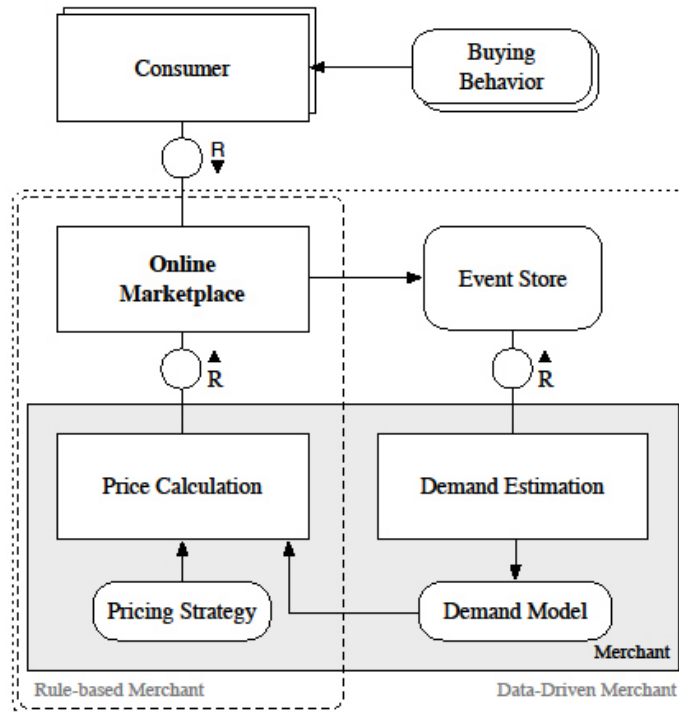 Consumer
Buying
Behavior
R
Online
Marketplace
Event Store
R
R
Price Calculation
Demand Estimation
Pricing Strategy
Demand Model
Merchant
Rule-based Merchant
Data-Driven Merchant